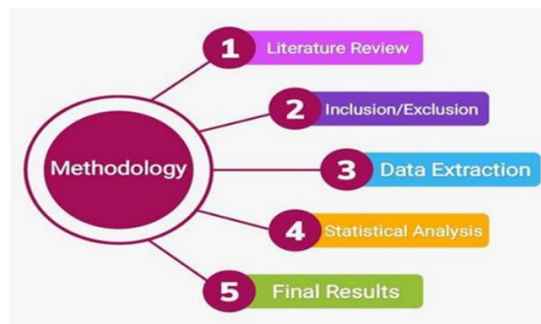 1 Literature Review
2 Inclusion/Exclusion
Methodology
3 Data Extraction
4 Statistical Analysis
5 Final Results